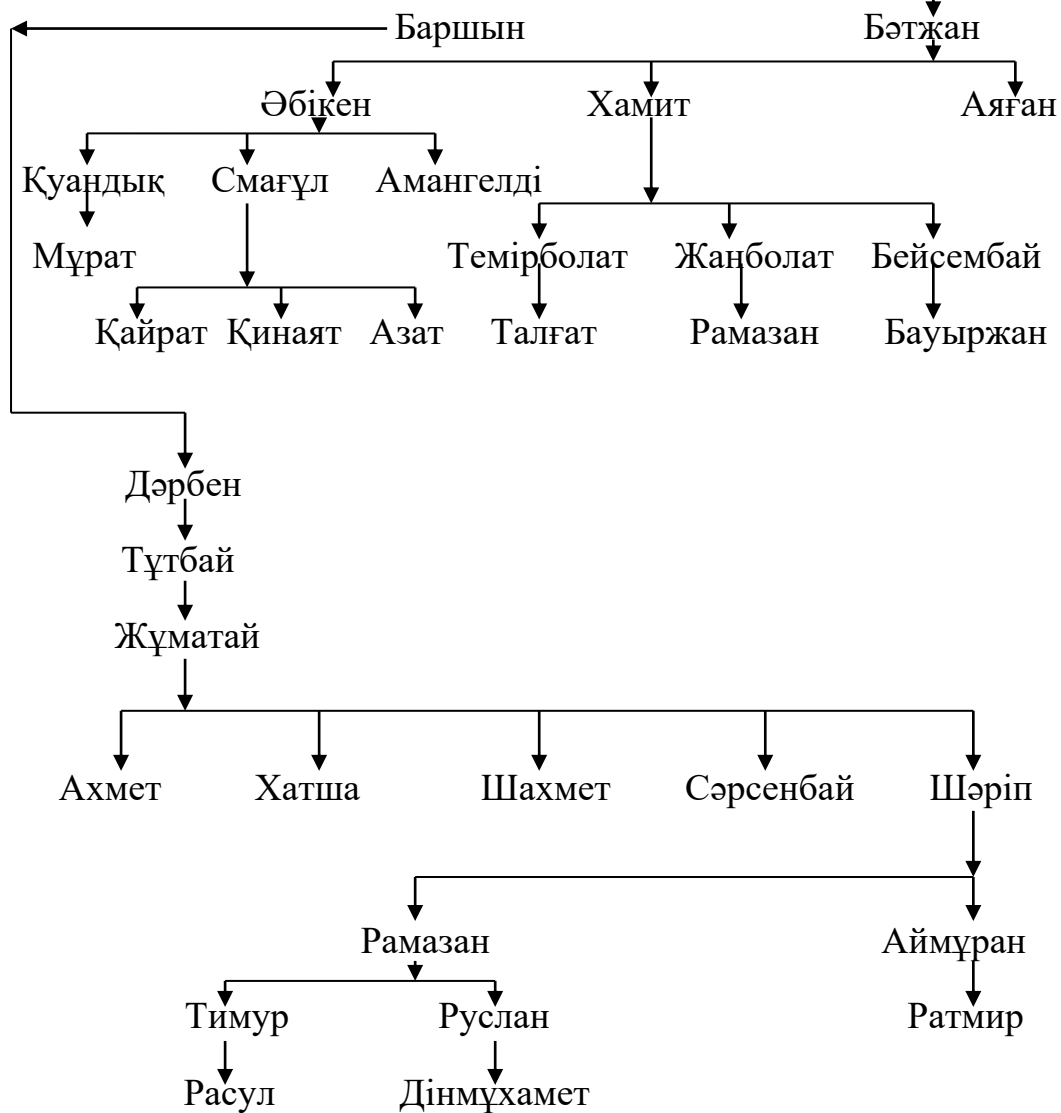 Баршын Бәтжан
Әбікен Хамит Аяған
Қуандық Смағұл Амангелді
Мұрат Темірболат Жанболат Бейсембай
Қайрат Қинаят Азат Талғат Рамазан Бауыржан
Дәрбен
Тұтбай
Жұматай
Ахмет Хатша Шахмет Сәрсенбай Шәріп
Рамазан Аймұран
Тимур Руслан Ратмир
Расул Дінмұхамет